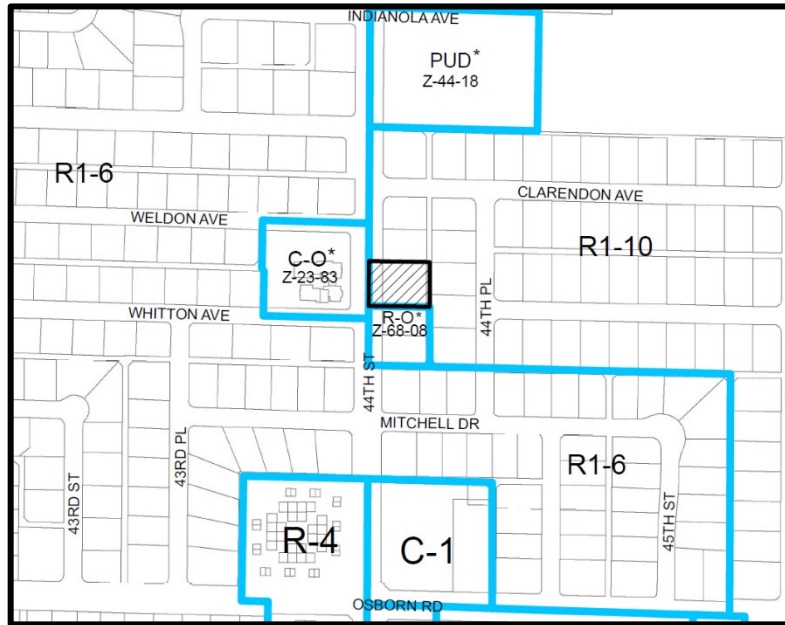 INDIANOLA AVE
PUD*
Z-44-18
R1-6
CLARENDON AVE
WELDON AVE
R1-10
C-O*
Z-23-83
WHITTON AVE
R-O*
Z-68-08
44TH PL
44TH ST
MITCHELL DR
43RD PL
43RD ST
R1-6
45TH ST
R-4
C-1
OSBORN RD